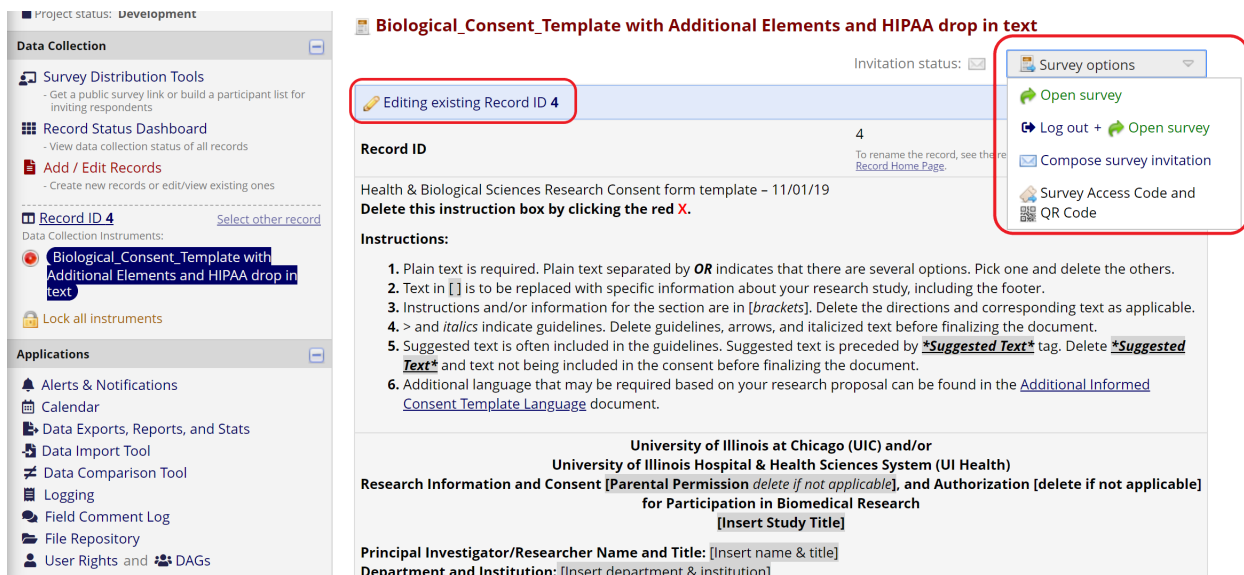 Project status: Development
Data Collection
Survey Distribution Tools
- Get a public survey link or build a participant list for
inviting respondents
Record Status Dashboard
- View data collection status of all records
Add / Edit Records
- Create new records or edit/view existing ones
Record ID 4 Select other record
Data Collection Instruments:
Biological_Consent_Template with
Additional Elements and HIPAA drop in
text
Lock all instruments
Applications
Alerts & Notifications
Calendar
Data Exports, Reports, and Stats
Data Import Tool
Data Comparison Tool
Logging
Field Comment Log
File Repository
User Rights and DAGs
Biological_Consent_Template with Additional Elements and HIPAA drop in text
Invitation status:
Survey options
Open survey
Log out + Open survey
Compose survey invitation
Survey Access Code and
QR Code
Editing existing Record ID 4
Record ID
4
To rename the record, see the re
Record Home Page.
Health & Biological Sciences Research Consent form template – 11/01/19
Delete this instruction box by clicking the red X.
Instructions:
1. Plain text is required. Plain text separated by OR indicates that there are several options. Pick one and delete the others.
2. Text in [ ] is to be replaced with specific information about your research study, including the footer.
3. Instructions and/or information for the section are in [brackets]. Delete the directions and corresponding text as applicable.
4. > and italics indicate guidelines. Delete guidelines, arrows, and italicized text before finalizing the document.
5. Suggested text is often included in the guidelines. Suggested text is preceded by *Suggested Text* tag. Delete *Suggested
Text* and text not being included in the consent before finalizing the document.
6. Additional language that may be required based on your research proposal can be found in the Additional Informed
Consent Template Language document.
University of Illinois at Chicago (UIC) and/or
University of Illinois Hospital & Health Sciences System (UI Health)
Research Information and Consent [Parental Permission delete if not applicable], and Authorization [delete if not applicable]
for Participation in Biomedical Research
[Insert Study Title]
Principal Investigator/Researcher Name and Title: [Insert name & title]
Department and Institution: [Insert department & institution]